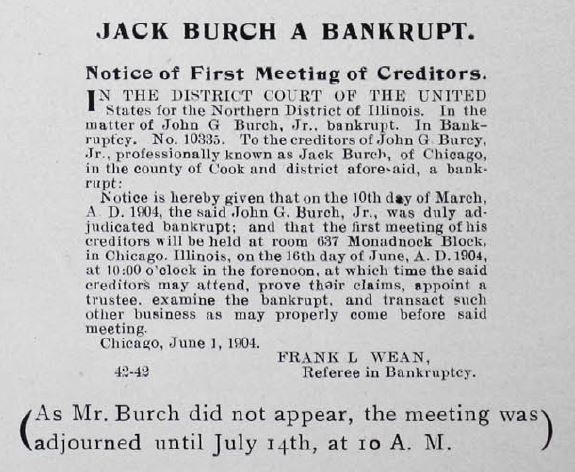 JACK BURCH A BANKRUPT.
Notice of First Meeting of Creditors.
IN THE DISTRICT COURT OF THE UNITED
States for the Northern District of Illinois. In the
matter of John G Burch, Jr., bankrupt. In Bank-
ruptcy. No. 10335. To the creditors of John G. Burcy,
Jr., professionally known as Jack Burch, of Chicago,
in the county of Cook and district afore-aid, a bank-
rupt:
Notice is hereby given that on the 10th day of March,
A. D. 1904, the said John G. Burch, Jr., was duly ad-
judicated bankrupt; and that the first meeting of his
creditors will be held at room 637 Monadnock Block,
in Chicago. Illinois, on the 16th day of June, A. D. 1904,
at 10:00 o'clock in the forenoon, at which time the said
creditors may attend, prove their claims, appoint a
trustee. examine the bankrupt, and transact such
other business as may properly come before said
meeting.
Chicago, June 1, 1904.
FRANK L WEAN,
42-42 Referee in Bankruptcy.
(As Mr. Burch did not appear, the meeting was
adjourned until July 14th, at 10 A. M.)